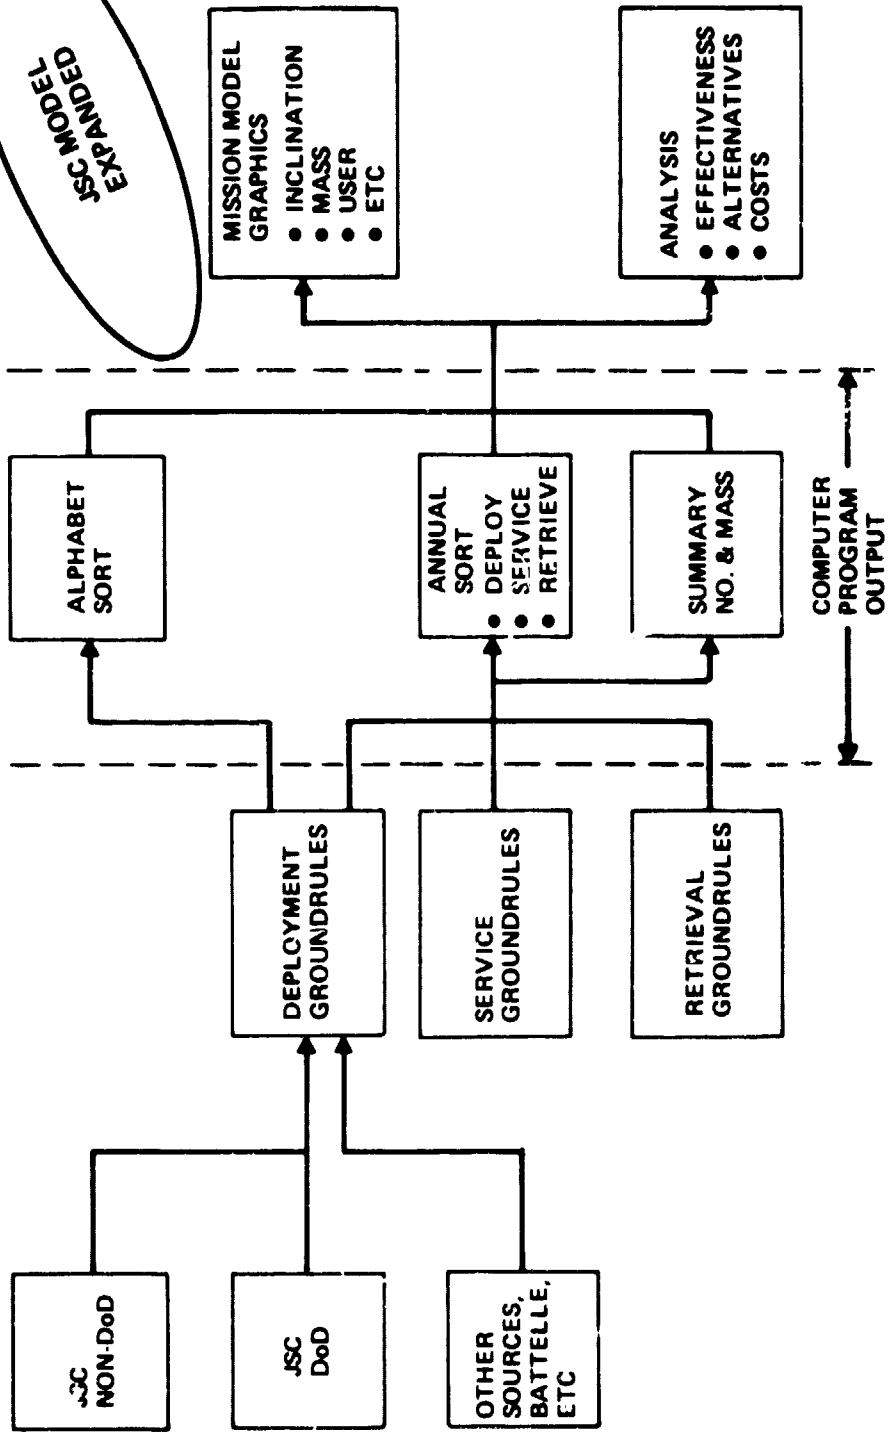 JSC MODEL
EXPANDED
JSC
NON-DoD
JSC
DoD
OTHER
SOURCES,
BATTELLE,
ETC
DEPLOYMENT
GROUNDRULES
SERVICE
GROUNDRULES
RETRIEVAL
GROUNDRULES
ALPHABET
SORT
ANNUAL
SORT
● DEPLOY
● SERVICE
● RETRIEVE
SUMMARY
NO. & MASS
COMPUTER
PROGRAM
OUTPUT
MISSION MODEL
GRAPHICS
● INCLINATION
● MASS
● USER
● ETC
ANALYSIS
● EFFECTIVENESS
● ALTERNATIVES
● COSTS